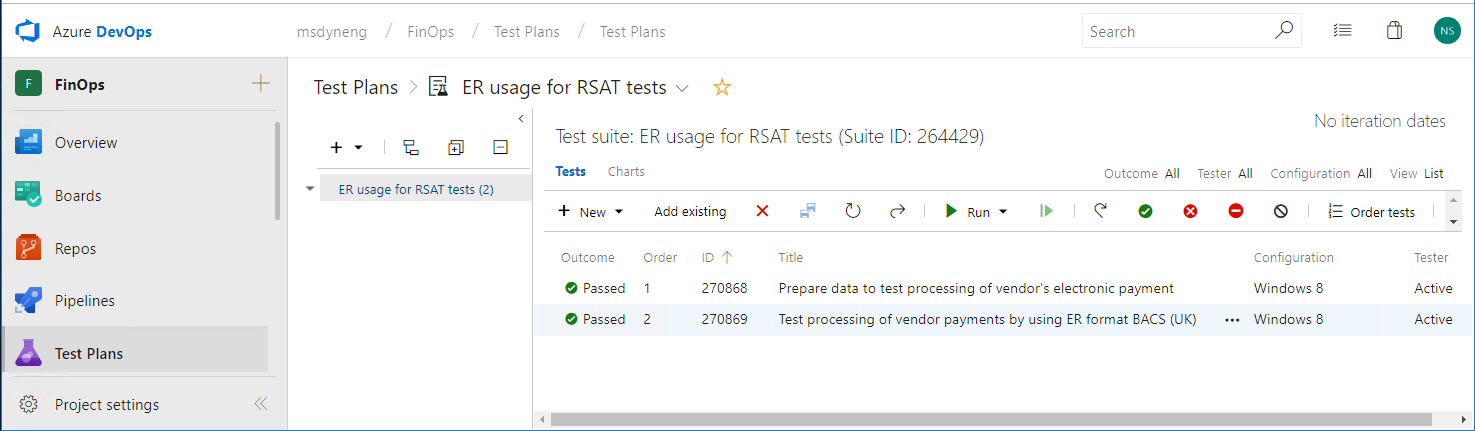 Azure DevOps
msdyneng / FinOps / Test Plans / Test Plans
Search
NS
F FinOps
Overview
Boards
Repos
Pipelines
Test Plans
Project settings
Test Plans > ER usage for RSAT tests
ER usage for RSAT tests (2)
Test suite: ER usage for RSAT tests (Suite ID: 264429)
No iteration dates
Tests Charts
Outcome All Tester All Configuration All View List
New Add existing Run Order tests
Outcome Order ID Title Configuration Tester
Passed 1 270868 Prepare data to test processing of vendor's electronic payment Windows 8 Active
Passed 2 270869 Test processing of vendor payments by using ER format BACS (UK) ... Windows 8 Active